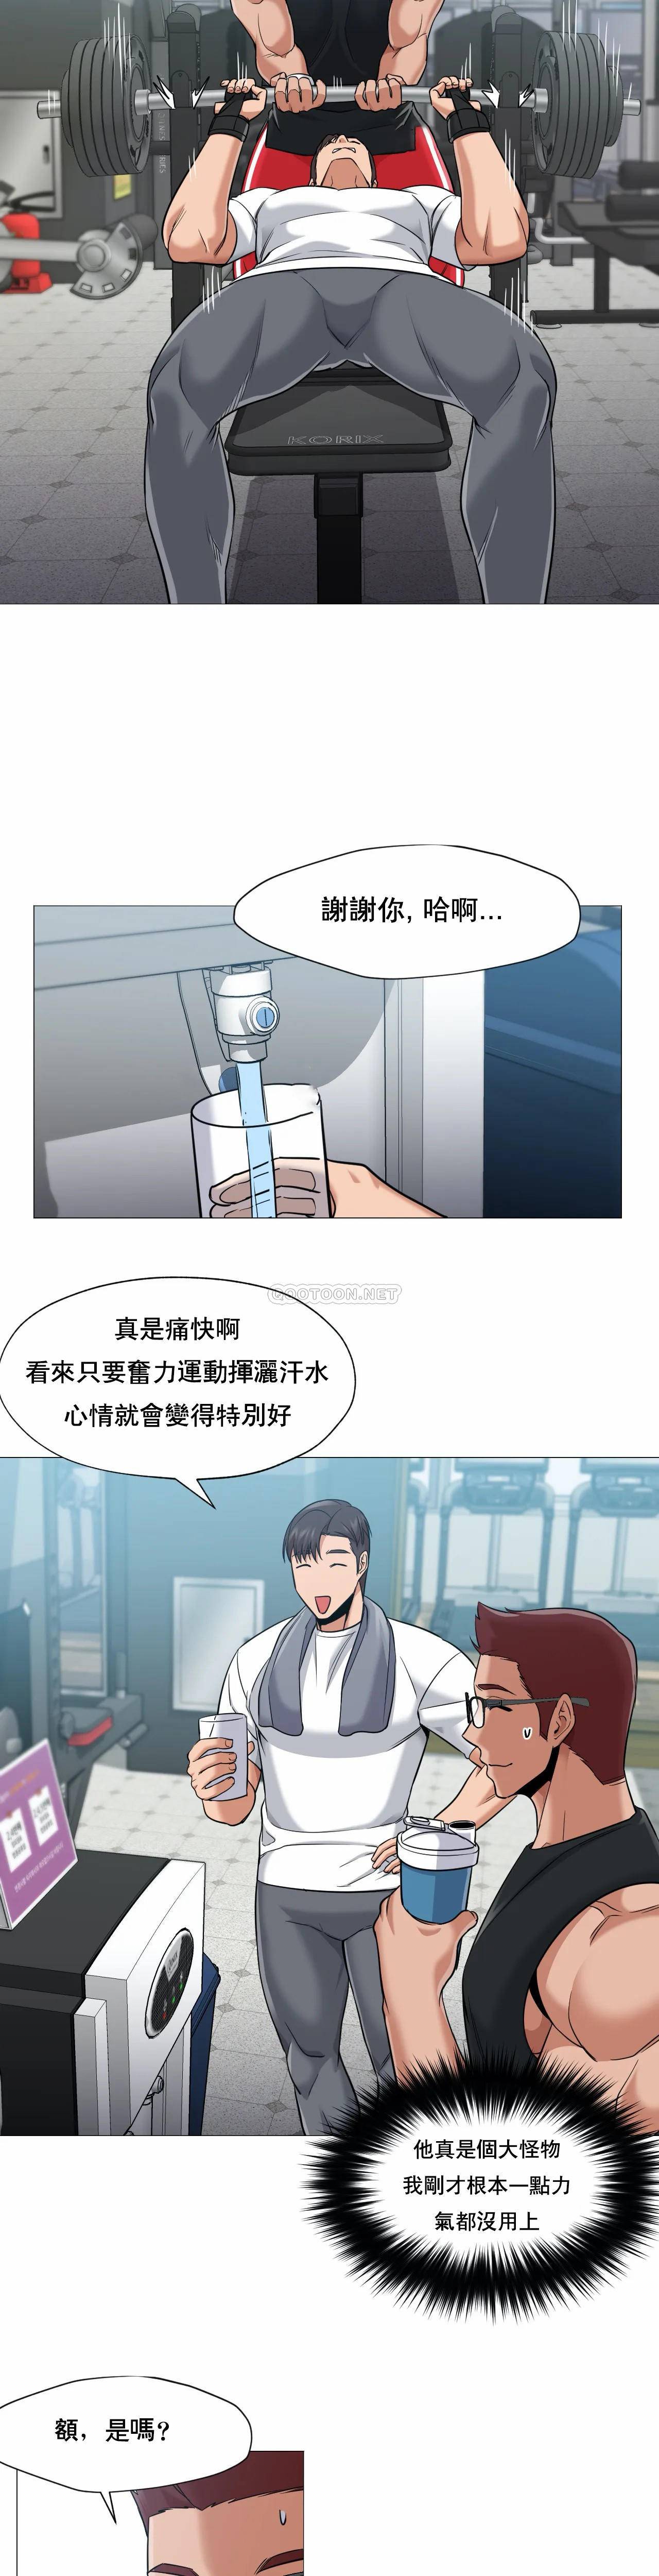 KORIX
謝謝你，哈啊...
QOOTOON.NET
真是痛快啊
看來只要奮力運動揮灑汗水
心情就會變得特別好
他真是個大怪物
我剛才根本一點力
氣都沒用上
額，是嗎？